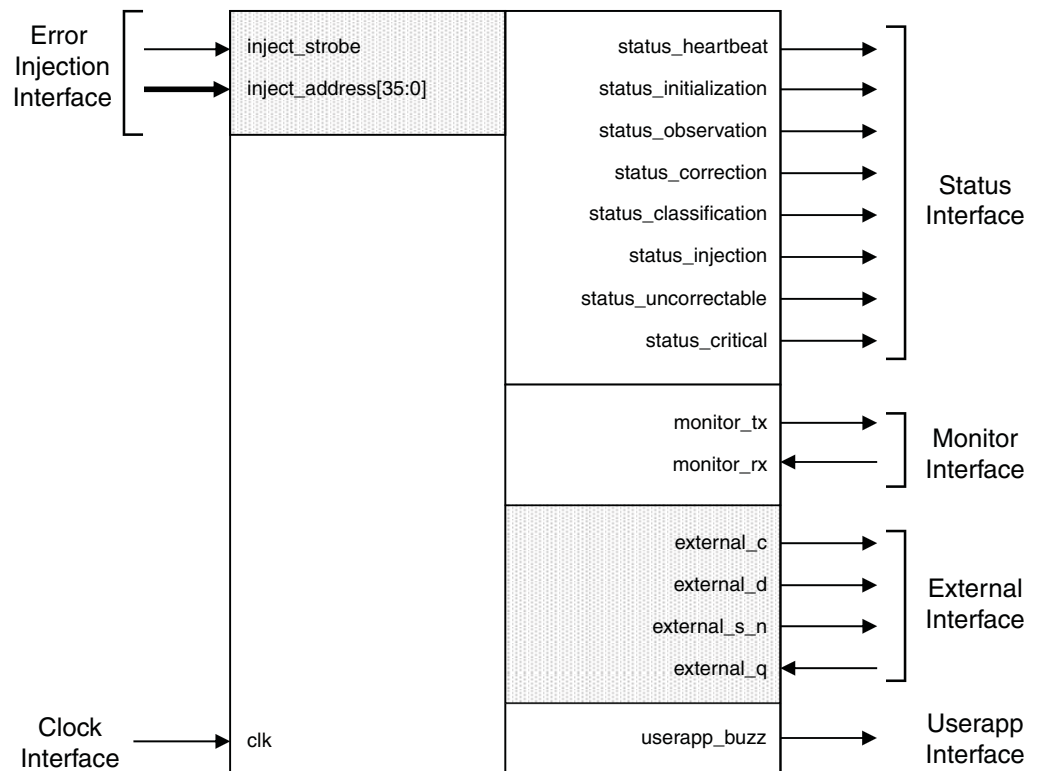 Error
Injection
Interface
inject_strobe
inject_address[35:0]
status_heartbeat
status_initialization
status_observation
status_correction
status_classification
status_injection
status_uncorrectable
status_critical
Status
Interface
monitor_tx
monitor_rx
Monitor
Interface
external_c
external_d
external_s_n
external_q
External
Interface
Clock
Interface
clk
userapp_buzz
Userapp
Interface